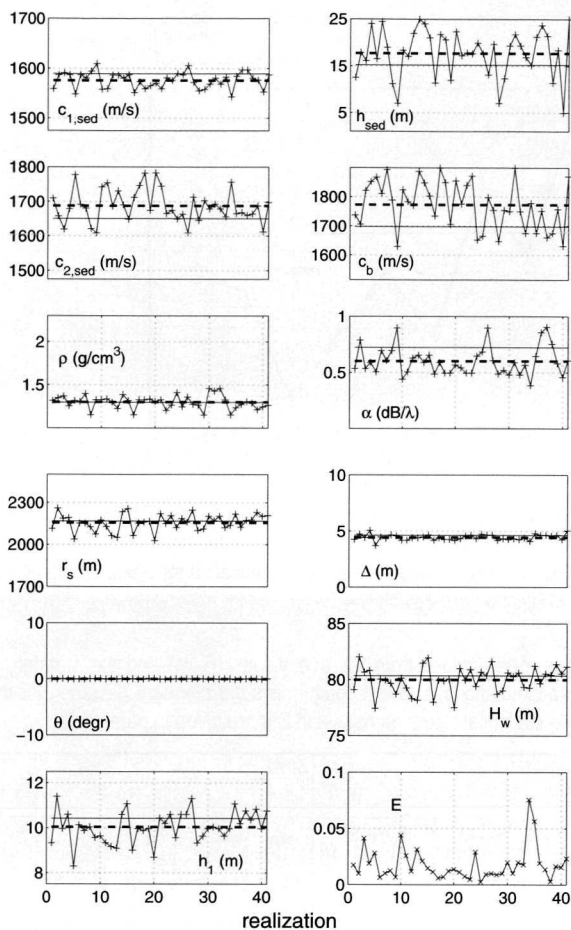 1700
1600
1500
c1,sed (m/s)
25
15
5
hsed (m)
1800
1700
1600
1500
c2,sed (m/s)
1800
1700
1600
cb (m/s)
2
1.3
ρ (g/cm³)
1
0.5
α (dB/λ)
2300
2000
1700
rs (m)
10
5
0
Δ (m)
10
0
−10
θ (degr)
85
80
75
Hw (m)
12
10
8
h1 (m)
0 10 20 30 40
0.1
0.05
0
E
0 10 20 30 40
realization